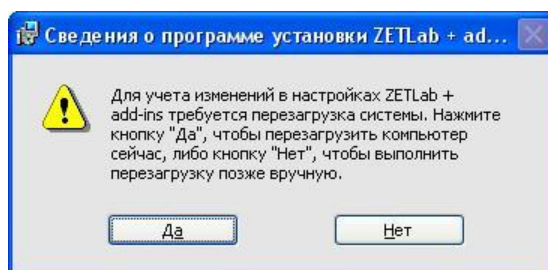 Сведения о программе установки ZETLab + ad...
Для учета изменений в настройках ZETLab +
add-ins требуется перезагрузка системы. Нажмите
кнопку "Да", чтобы перезагрузить компьютер
сейчас, либо кнопку "Нет", чтобы выполнить
перезагрузку позже вручную.
Да
Нет